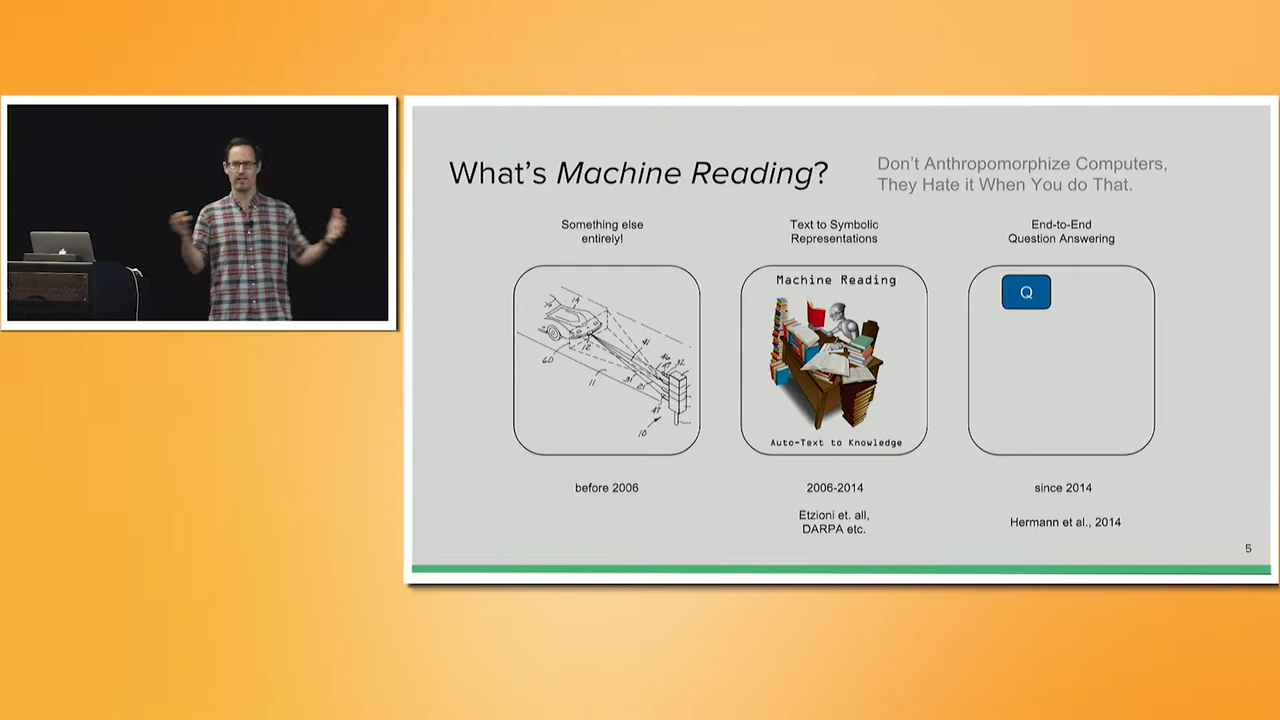 What's Machine Reading?
Don't Anthropomorphize Computers,
They Hate it When You do That.
Something else
entirely!
before 2006
Text to Symbolic
Representations
Machine Reading
Auto-Text to Knowledge
2006-2014
Etzioni et. all,
DARPA etc.
End-to-End
Question Answering
Q
since 2014
Hermann et al., 2014
5